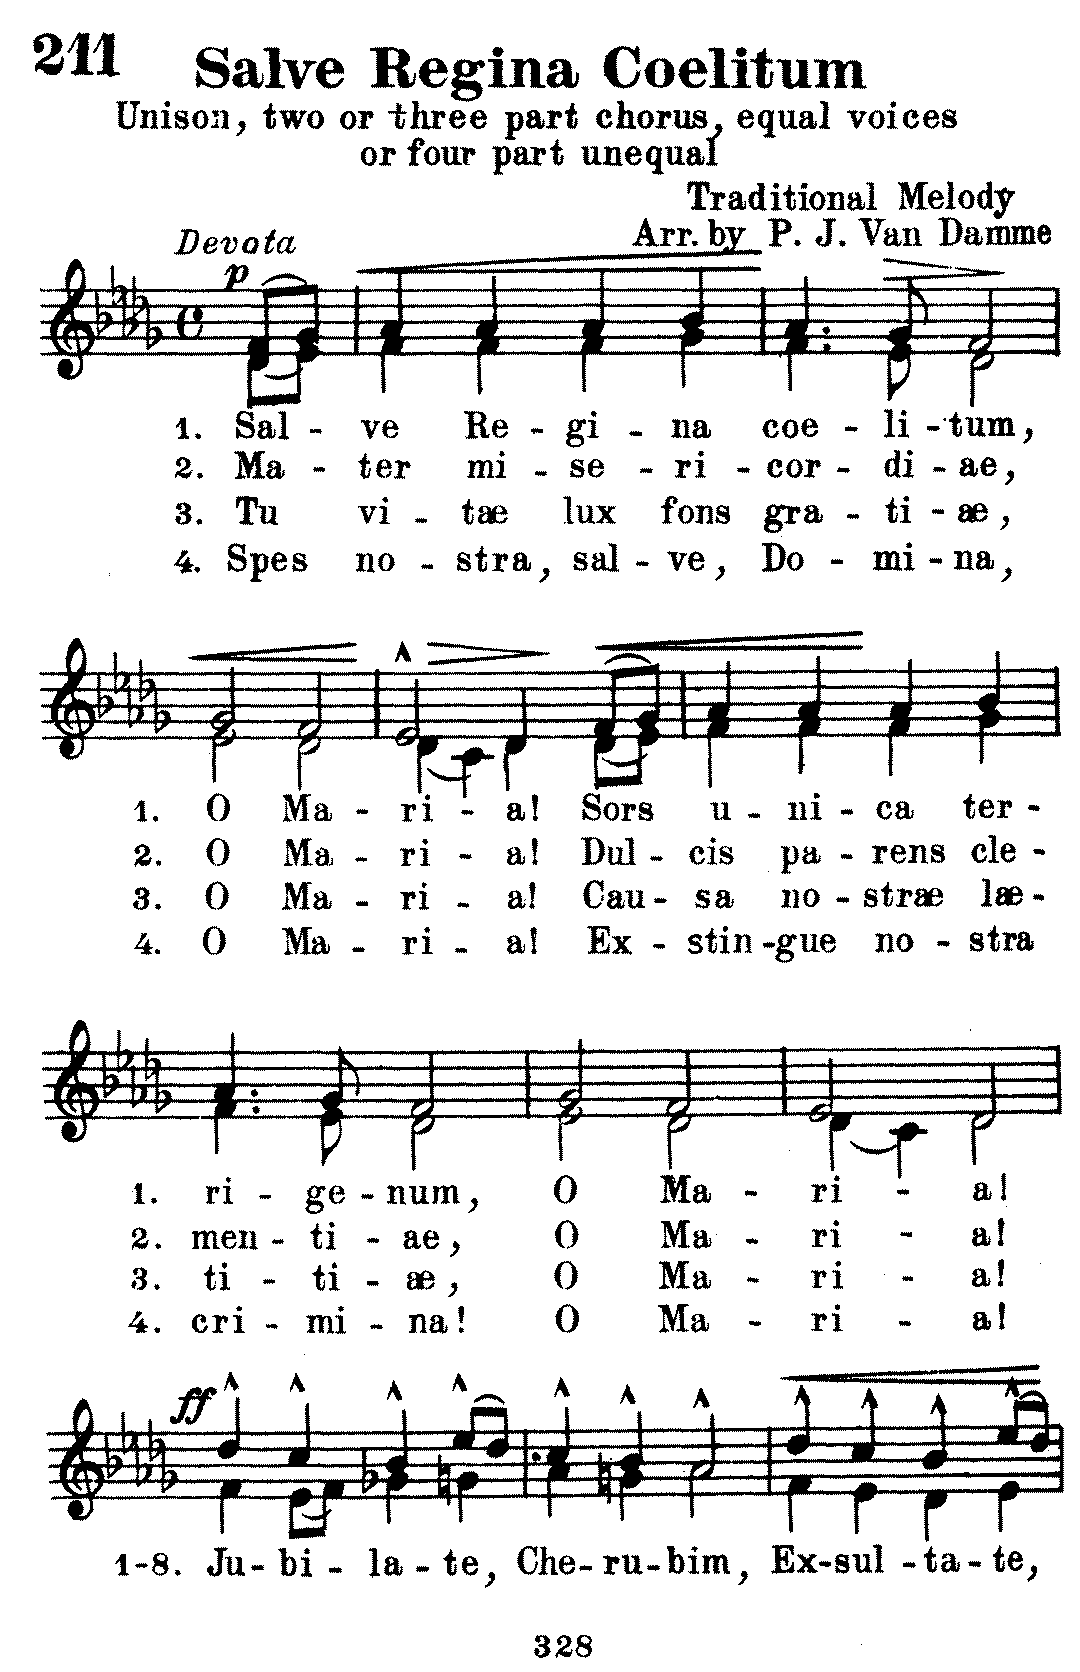 211
Salve Regina Coelitum
Unison, two or three part chorus, equal voices
or four part unequal
Traditional Melody
Devota
Arr. by P. J. Van Damme
p
1. Sal - ve Re - gi - na coe - li - tum,
2. Ma - ter mi - se - ri - cor - di - ae,
3. Tu vi - tæ lux fons gra - ti - æ,
4. Spes no - stra, sal - ve, Do - mi - na,
1. O Ma - ri - a! Sors u - ni - ca ter -
2. O Ma - ri - a! Dul - cis pa - rens cle -
3. O Ma - ri - a! Cau - sa no - stræ læ -
4. O Ma - ri - a! Ex - stin - gue no - stra
1. ri - ge - num, O Ma - ri - a!
2. men - ti - ae, O Ma - ri - a!
3. ti - ti - æ, O Ma - ri - a!
4. cri - mi - na! O Ma - ri - a!
ff
1-8. Ju - bi - la - te, Che - ru - bim, Ex - sul - ta - te,
328